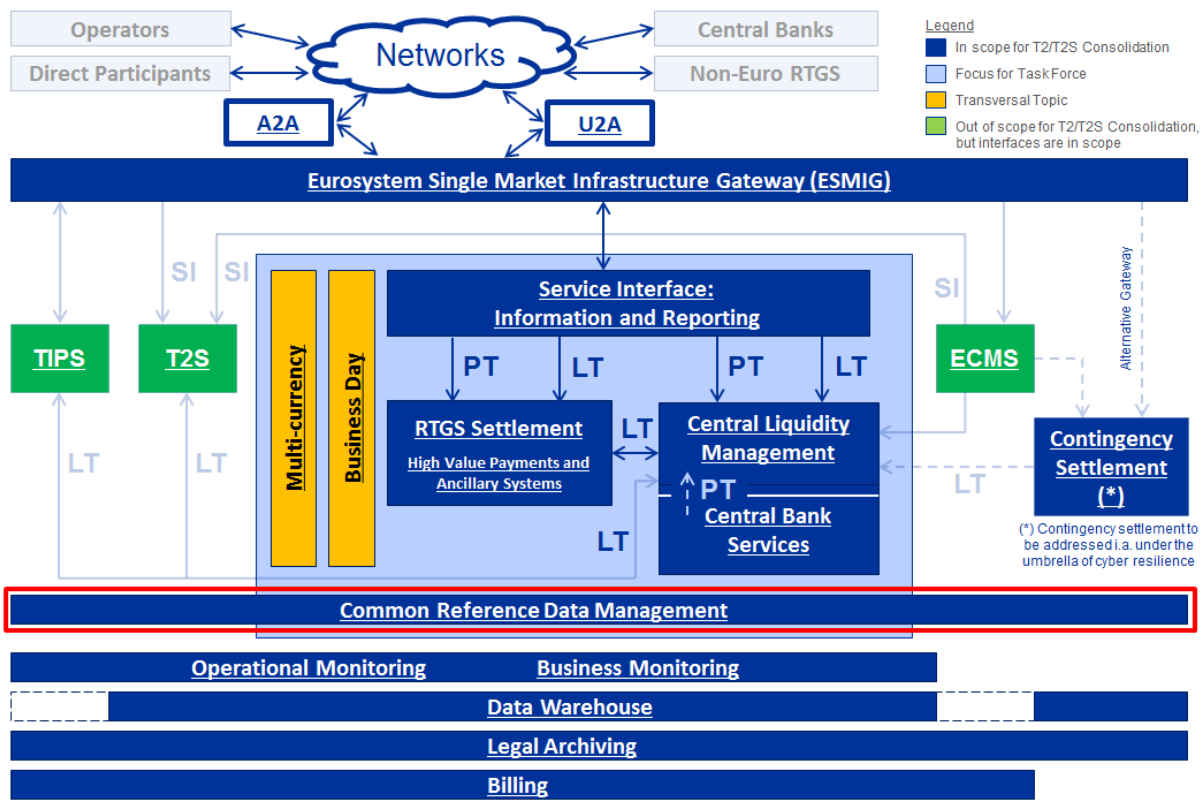 Operators
Direct Participants
Networks
Central Banks
Non-Euro RTGS
Legend
In scope for T2/T2S Consolidation
Focus for Task Force
Transversal Topic
Out of scope for T2/T2S Consolidation,
but interfaces are in scope
A2A
U2A
Eurosystem Single Market Infrastructure Gateway (ESMIG)
SI
SI
SI
Alternative Gateway
Service Interface:
Information and Reporting
TIPS
T2S
Multi-currency
Business Day
PT
LT
PT
LT
ECMS
RTGS Settlement
High Value Payments and
Ancillary Systems
LT
Central Liquidity
Management
PT
Central Bank
Services
LT
LT
LT
LT
Contingency
Settlement
(*)
(*) Contingency settlement to
be addressed i.a. under the
umbrella of cyber resilience
Common Reference Data Management
Operational Monitoring
Business Monitoring
Data Warehouse
Legal Archiving
Billing